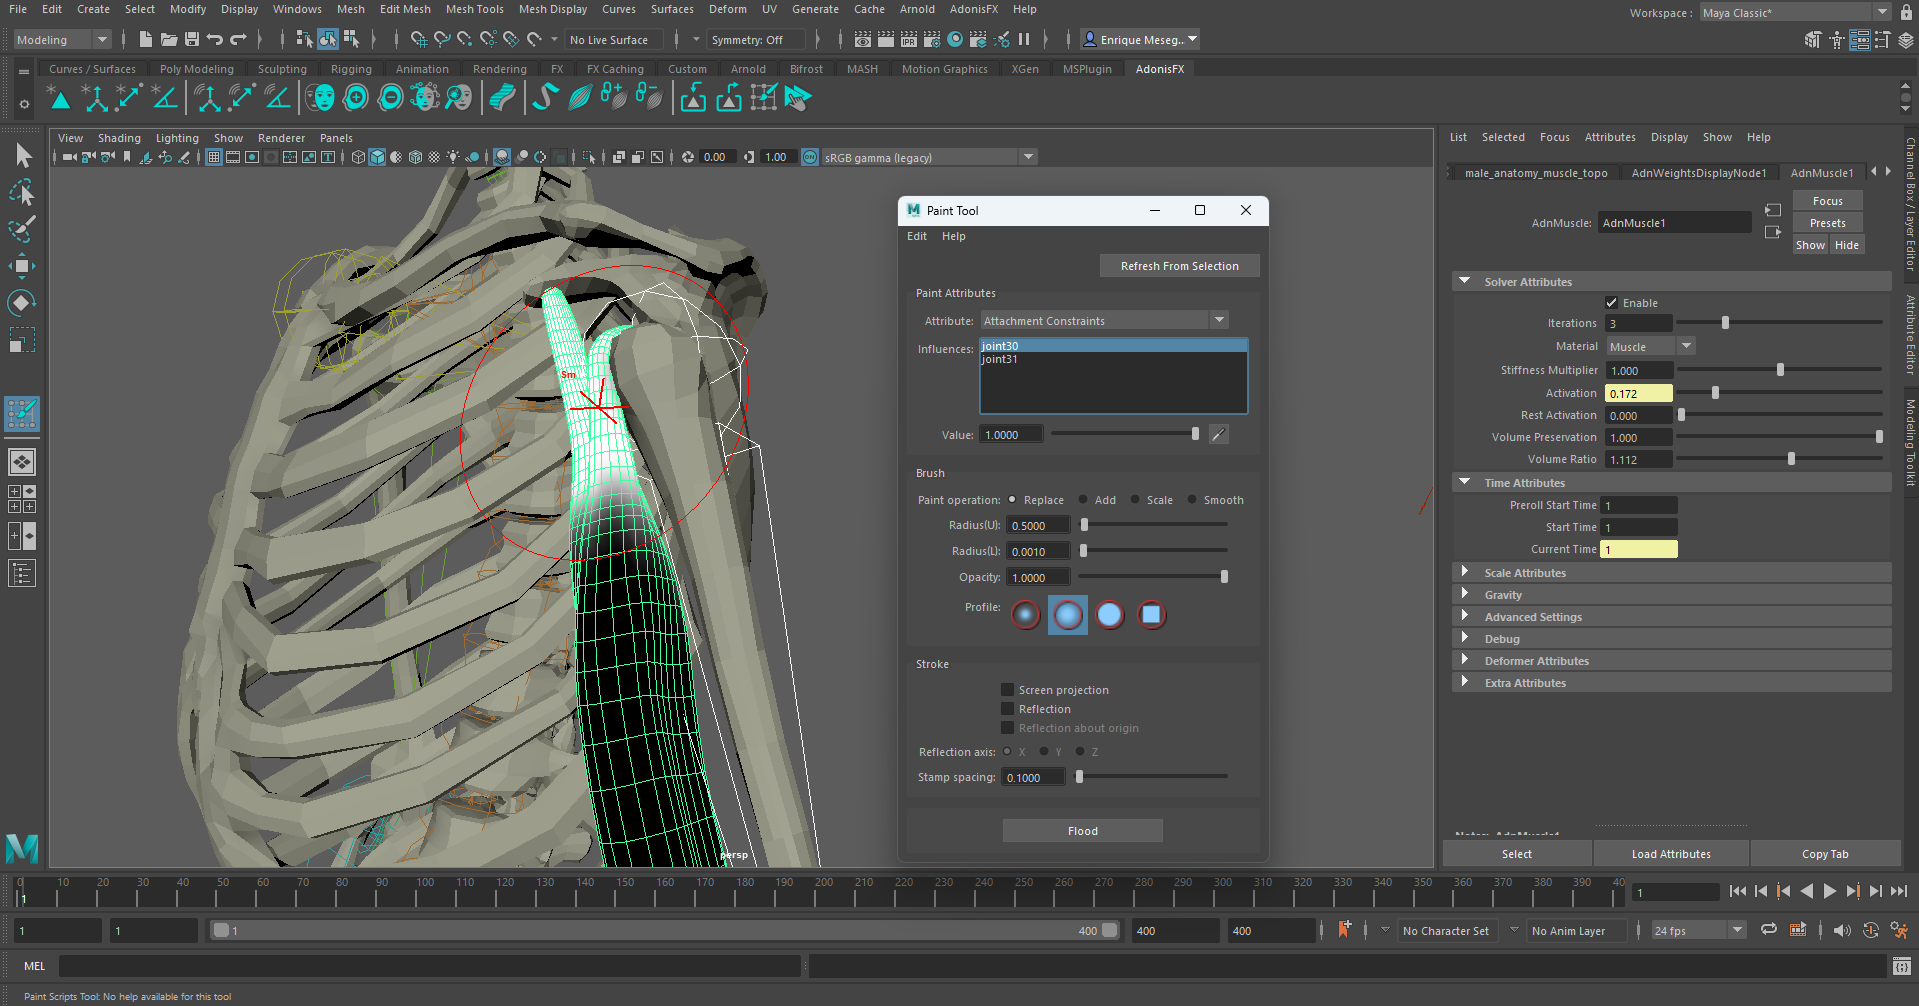 File Edit Create Select Modify Display Windows Mesh Edit Mesh Mesh Tools Mesh Display Curves Surfaces Deform UV Generate Cache Arnold AdonisFX Help
Workspace : Maya Classic*
Modeling No Live Surface Symmetry: Off IPR Enrique Meseg...
Curves / Surfaces Poly Modeling Sculpting Rigging Animation Rendering FX FX Caching Custom Arnold Bifrost MASH Motion Graphics XGen MSPlugin AdonisFX
View Shading Lighting Show Renderer Panels
0.00 1.00 ON sRGB gamma (legacy)
Sm
persp
Paint Tool
Edit Help
Refresh From Selection
Paint Attributes
Attribute: Attachment Constraints
Influences: joint30
joint31
Value: 1.0000
Brush
Paint operation: Replace Add Scale Smooth
Radius(U): 0.5000
Radius(L): 0.0010
Opacity: 1.0000
Profile:
Stroke
Screen projection
Reflection
Reflection about origin
Reflection axis: X Y Z
Stamp spacing: 0.1000
Flood
List Selected Focus Attributes Display Show Help
male_anatomy_muscle_topo AdnWeightsDisplayNode1 AdnMuscle1
Focus
AdnMuscle: AdnMuscle1 Presets
Show Hide
Solver Attributes
Enable
Iterations 3
Material Muscle
Stiffness Multiplier 1.000
Activation 0.172
Rest Activation 0.000
Volume Preservation 1.000
Volume Ratio 1.112
Time Attributes
Preroll Start Time 1
Start Time 1
Current Time 1
Scale Attributes
Gravity
Advanced Settings
Debug
Deformer Attributes
Extra Attributes
Notes: AdnMuscle1
Select Load Attributes Copy Tab
Channel Box / Layer Editor
Attribute Editor
Modeling Toolkit
0 10 20 30 40 50 60 70 80 90 100 110 120 130 140 150 160 170 180 190 200 210 220 230 240 250 260 270 280 290 300 310 320 330 340 350 360 370 380 390 40
1
1
1 1 1 400 400 400 No Character Set No Anim Layer 24 fps
MEL
Paint Scripts Tool: No help available for this tool